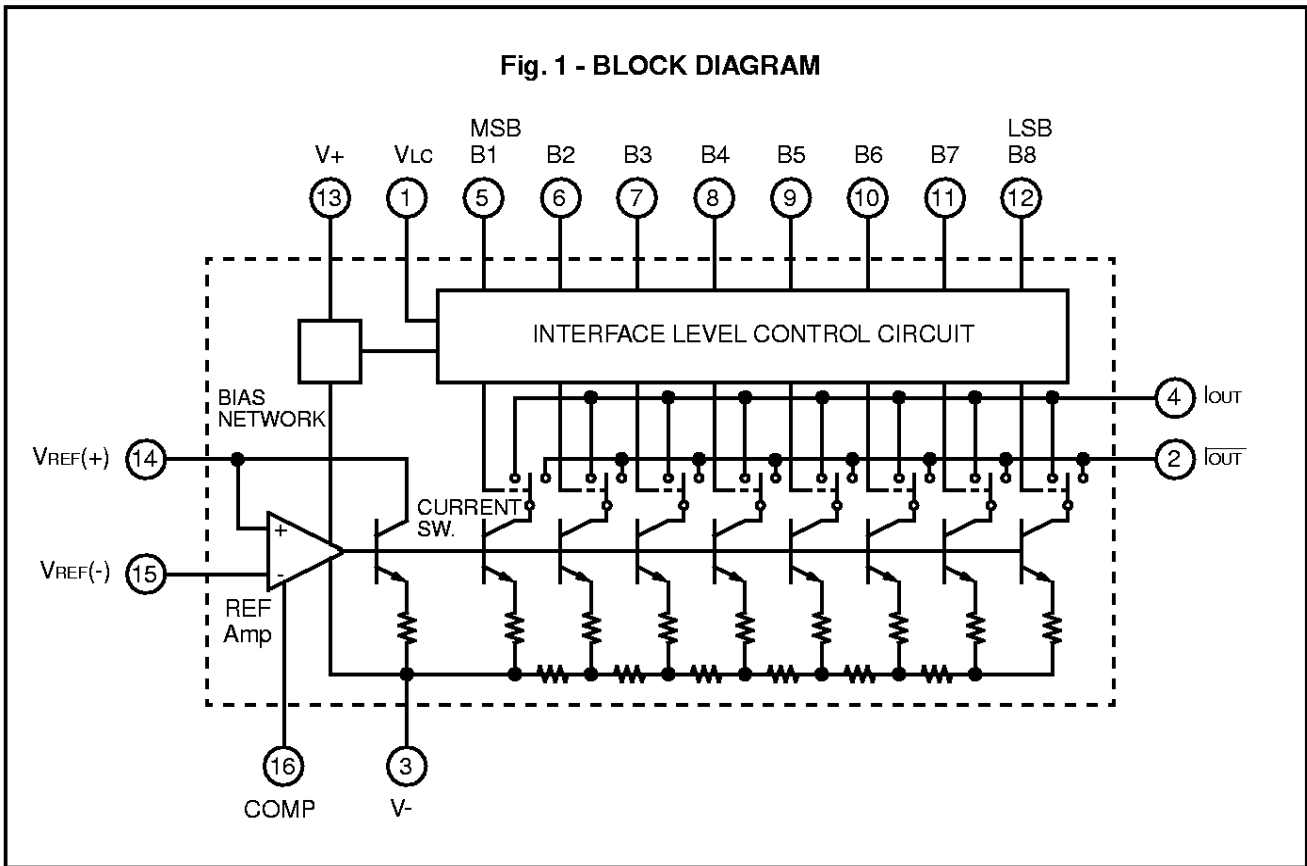 Fig. 1 - BLOCK DIAGRAM
MSB LSB
V+ VLC B1 B2 B3 B4 B5 B6 B7 B8
13 1 5 6 7 8 9 10 11 12
INTERFACE LEVEL CONTROL CIRCUIT
BIAS
NETWORK
4 IOUT
VREF(+) 14
2 I̅O̅U̅T̅
CURRENT
SW.
+
VREF(-) 15
-
REF
Amp
16 3
COMP V-